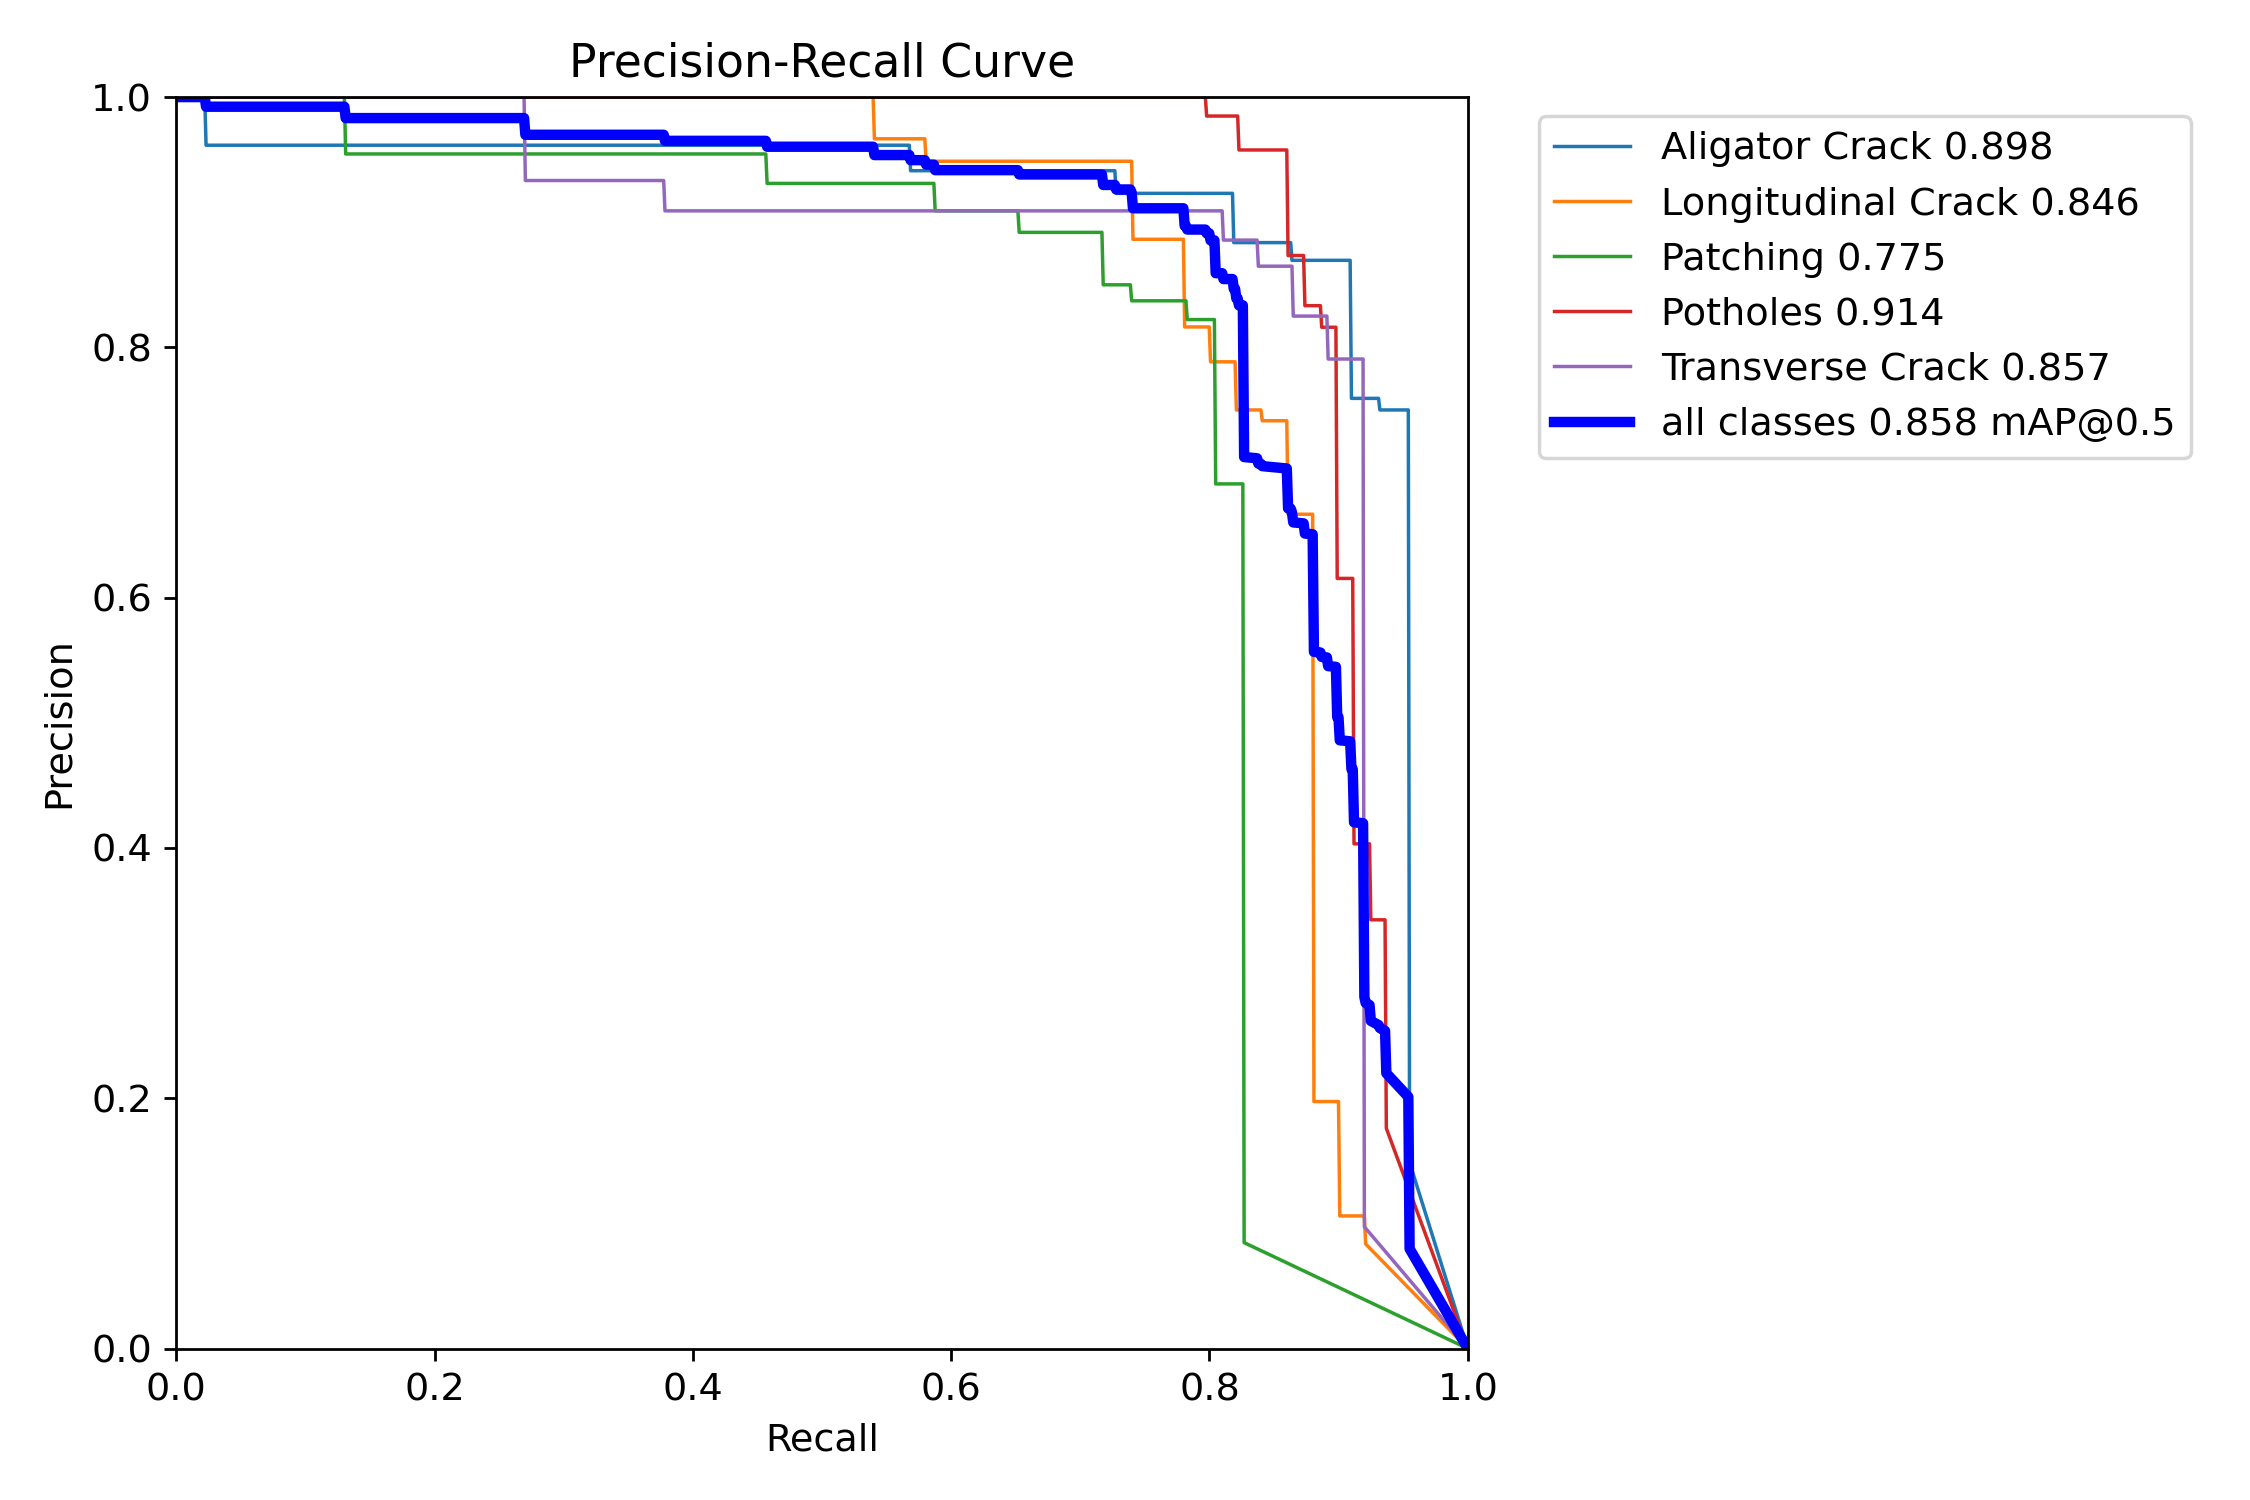 Precision-Recall Curve
1.0
0.8
0.6
0.4
0.2
0.0
Precision
0.0 0.2 0.4 0.6 0.8 1.0
Recall
Aligator Crack 0.898
Longitudinal Crack 0.846
Patching 0.775
Potholes 0.914
Transverse Crack 0.857
all classes 0.858 mAP@0.5